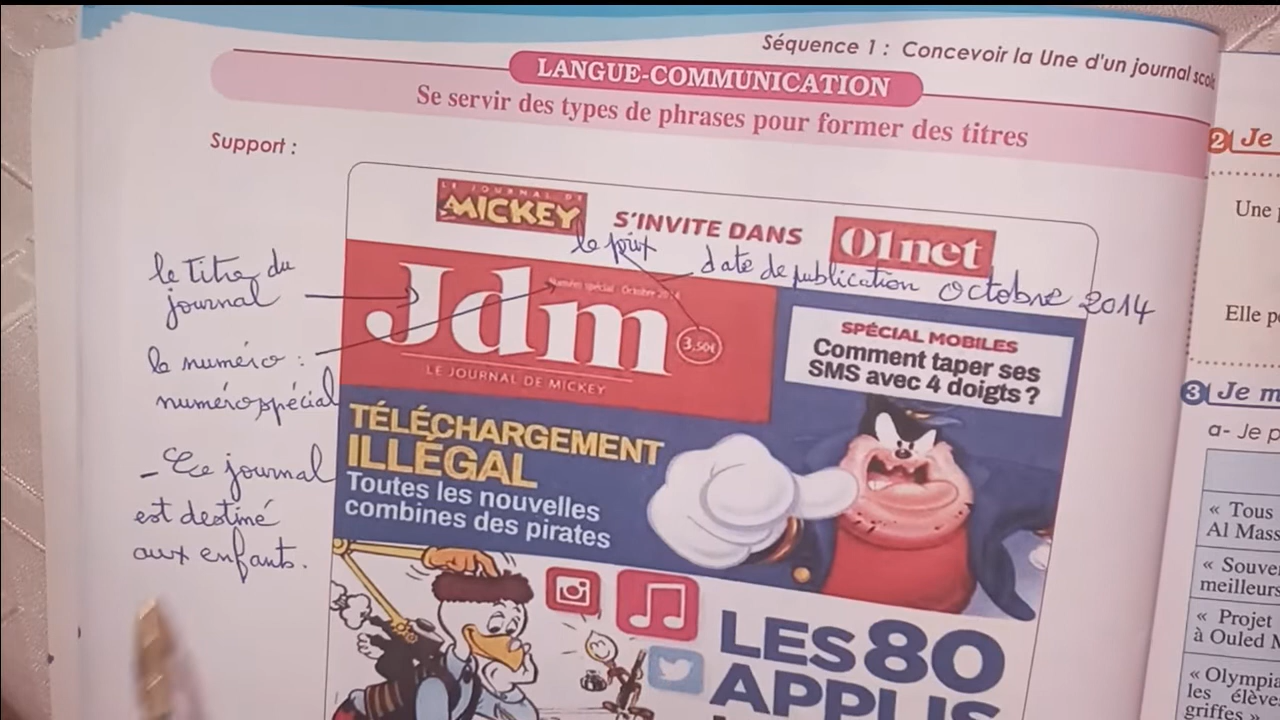 Séquence 1 : Concevoir la Une d'un journal scol
LANGUE-COMMUNICATION
Se servir des types de phrases pour former des titres
Support :
LE JOURNAL DE
MICKEY
S'INVITE DANS
01net
le prix
date de publication octobre 2014
le titre du
journal
le numéro :
numéro spécial
- Ce journal
est destiné
aux enfants.
Numéro spécial - Octobre 2014
Jdm
3,50€
LE JOURNAL DE MICKEY
SPÉCIAL MOBILES
Comment taper ses
SMS avec 4 doigts ?
TÉLÉCHARGEMENT
ILLÉGAL
Toutes les nouvelles
combines des pirates
LES 80
APPLIS
2 Je
Une
Elle p
3 Je m
a- Je p
« Tous
Al Mass
« Souve
meilleurs
« Projet
à Ouled
« Olympia
les élève
griffes »